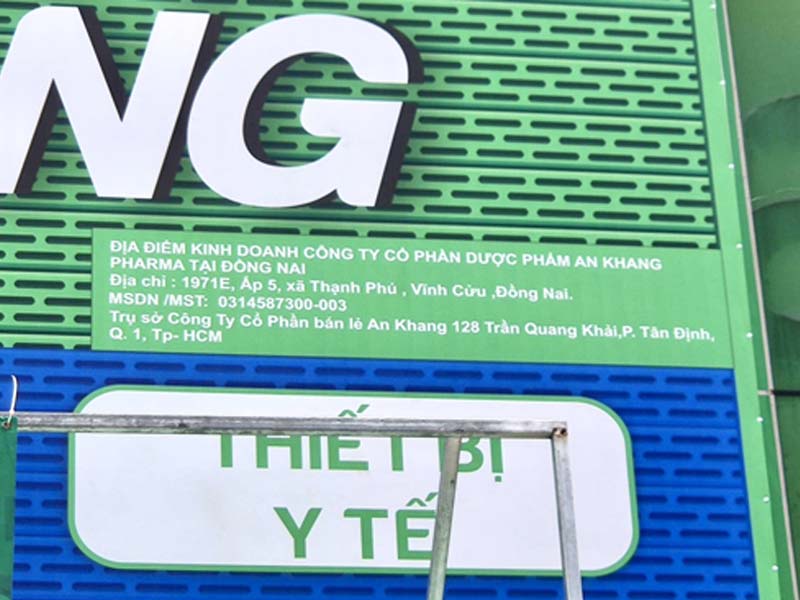 NG
ĐỊA ĐIỂM KINH DOANH CÔNG TY CỔ PHẦN DƯỢC PHẨM AN KHANG
PHARMA TẠI ĐỒNG NAI
Địa chỉ : 1971E, Ấp 5, xã Thạnh Phú , Vĩnh Cửu ,Đồng Nai.
MSDN /MST: 0314587300-003
Trụ sở Công Ty Cổ Phần bán lẻ An Khang 128 Trần Quang Khải,P. Tân Định,
Q. 1, Tp- HCM
THIẾT BỊ
Y TẾ